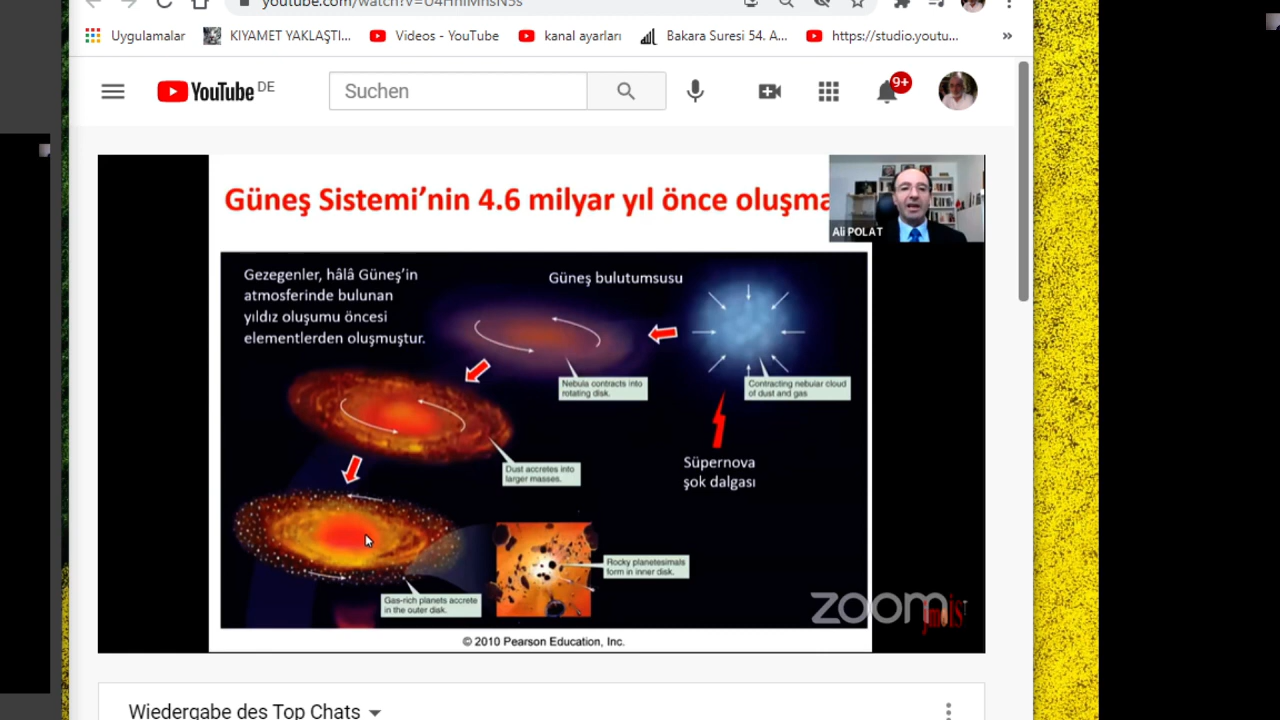 youtube.com/watch?v=U4HhiMnsN5s
Uygulamalar
KIYAMET YAKLAŞTI...
Videos - YouTube
kanal ayarları
Bakara Suresi 54. A...
https://studio.youtu...
»
YouTube DE
Suchen
9+
Güneş Sistemi’nin 4.6 milyar yıl önce oluşma
Ali POLAT
Gezegenler, hâlâ Güneş’in
atmosferinde bulunan
yıldız oluşumu öncesi
elementlerden oluşmuştur.
Güneş bulutumsusu
Nebula contracts into
rotating disk.
Contracting nebular cloud
of dust and gas
Süpernova
şok dalgası
Dust accretes into
larger masses.
Rocky planetesimals
form in inner disk.
Gas-rich planets accrete
in the outer disk.
zoom
© 2010 Pearson Education, Inc.
Wiedergabe des Top Chats